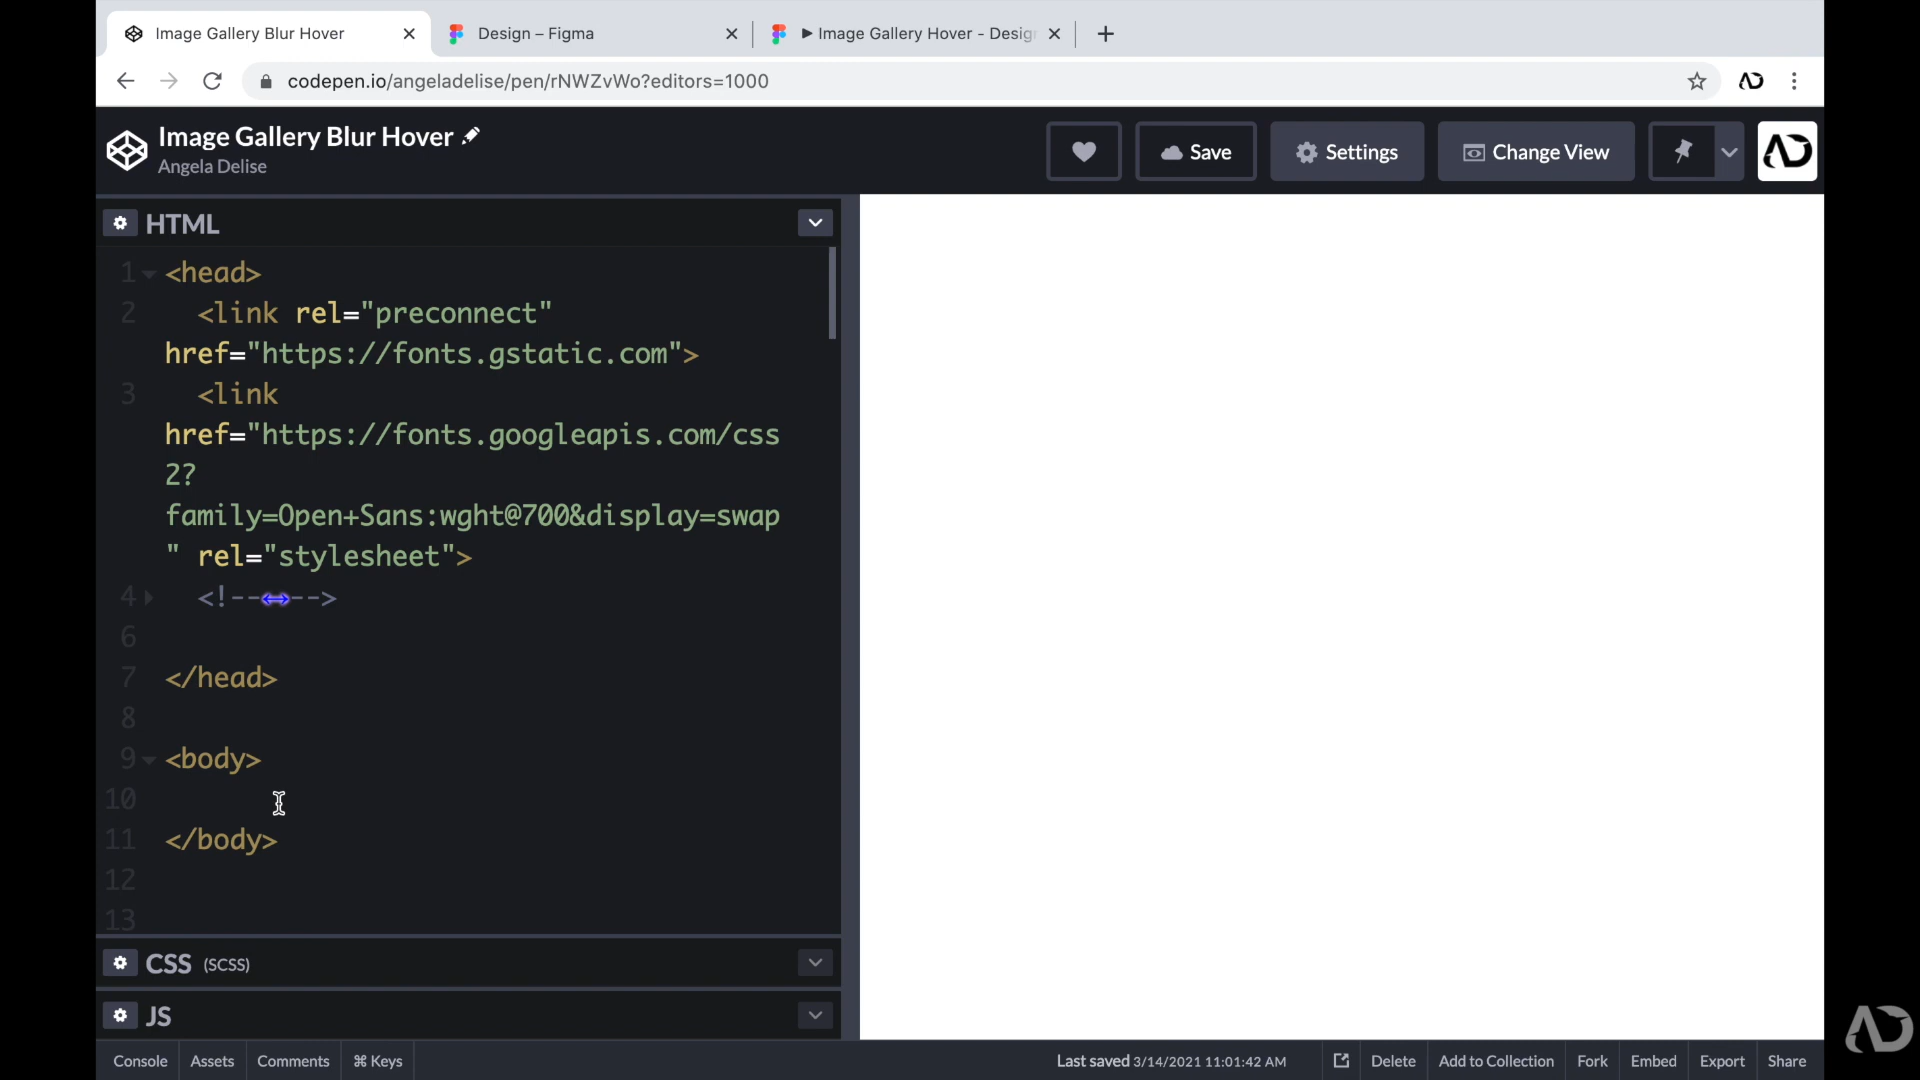 Image Gallery Blur Hover
Design – Figma
Image Gallery Hover - Desig
codepen.io/angeladelise/pen/rNWZvWo?editors=1000
Image Gallery Blur Hover
Angela Delise
Save
Settings
Change View
HTML
1 <head>
2 <link rel="preconnect"
href="https://fonts.gstatic.com">
3 <link
href="https://fonts.googleapis.com/css
2?
family=Open+Sans:wght@700&display=swap
" rel="stylesheet">
4 <!--↔-->
6
7 </head>
8
9 <body>
10
11 </body>
12
13
CSS (SCSS)
JS
Console Assets Comments ⌘ Keys Last saved 3/14/2021 11:01:42 AM Delete Add to Collection Fork Embed Export Share